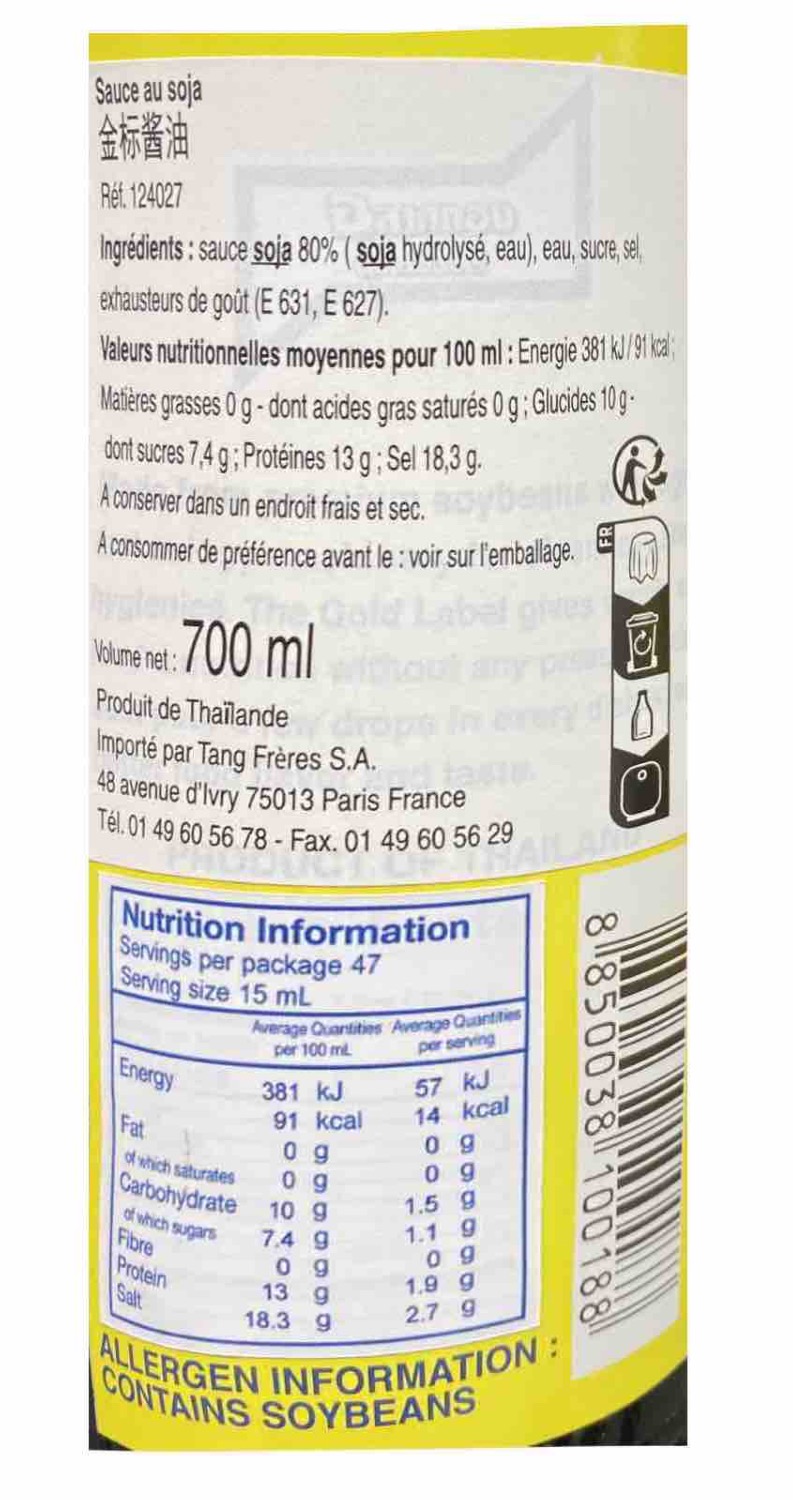 Sauce au soja
金标酱油
Réf. 124027
Ingrédients : sauce soja 80% ( soja hydrolysé, eau), eau, sucre, sel,
exhausteurs de goût (E 631, E 627).
Valeurs nutritionnelles moyennes pour 100 ml : Energie 381 kJ / 91 kcal ;
Matières grasses 0 g - dont acides gras saturés 0 g ; Glucides 10 g -
dont sucres 7,4 g ; Protéines 13 g ; Sel 18,3 g.
A conserver dans un endroit frais et sec.
A consommer de préférence avant le : voir sur l'emballage.
FR
Volume net : 700 ml
Produit de Thaïlande
Importé par Tang Frères S.A.
48 avenue d'Ivry 75013 Paris France
Tél. 01 49 60 56 78 - Fax. 01 49 60 56 29
Nutrition Information
Servings per package 47
Serving size 15 mL
Average Quantities Average Quantities
per 100 mL per serving
Energy 381 kJ 57 kJ
91 kcal 14 kcal
Fat 0 g 0 g
of which saturates 0 g 0 g
Carbohydrate 10 g 1.5 g
of which sugars 7.4 g 1.1 g
Fibre 0 g 0 g
Protein 13 g 1.9 g
Salt 18.3 g 2.7 g
ALLERGEN INFORMATION :
CONTAINS SOYBEANS
8 850038 100188